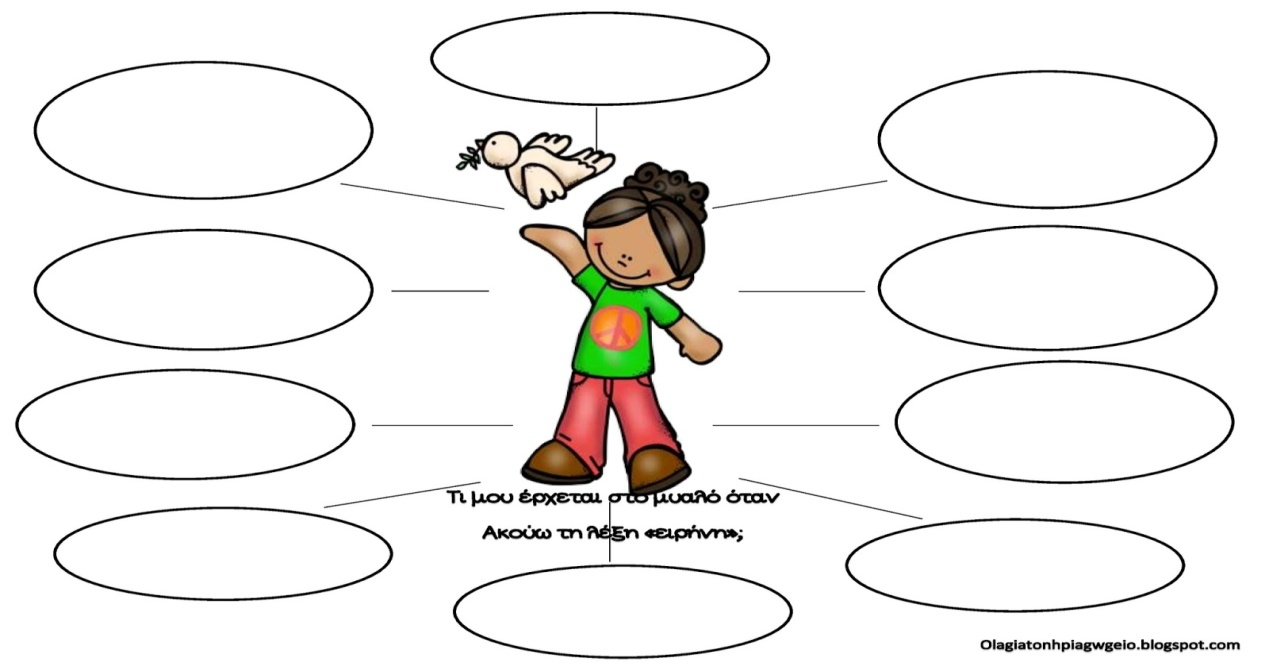 Τι μου έρχεται στο μυαλό όταν
Ακούω τη λέξη «ειρήνη»;
Olagiatonhpiagwgeio.blogspot.com